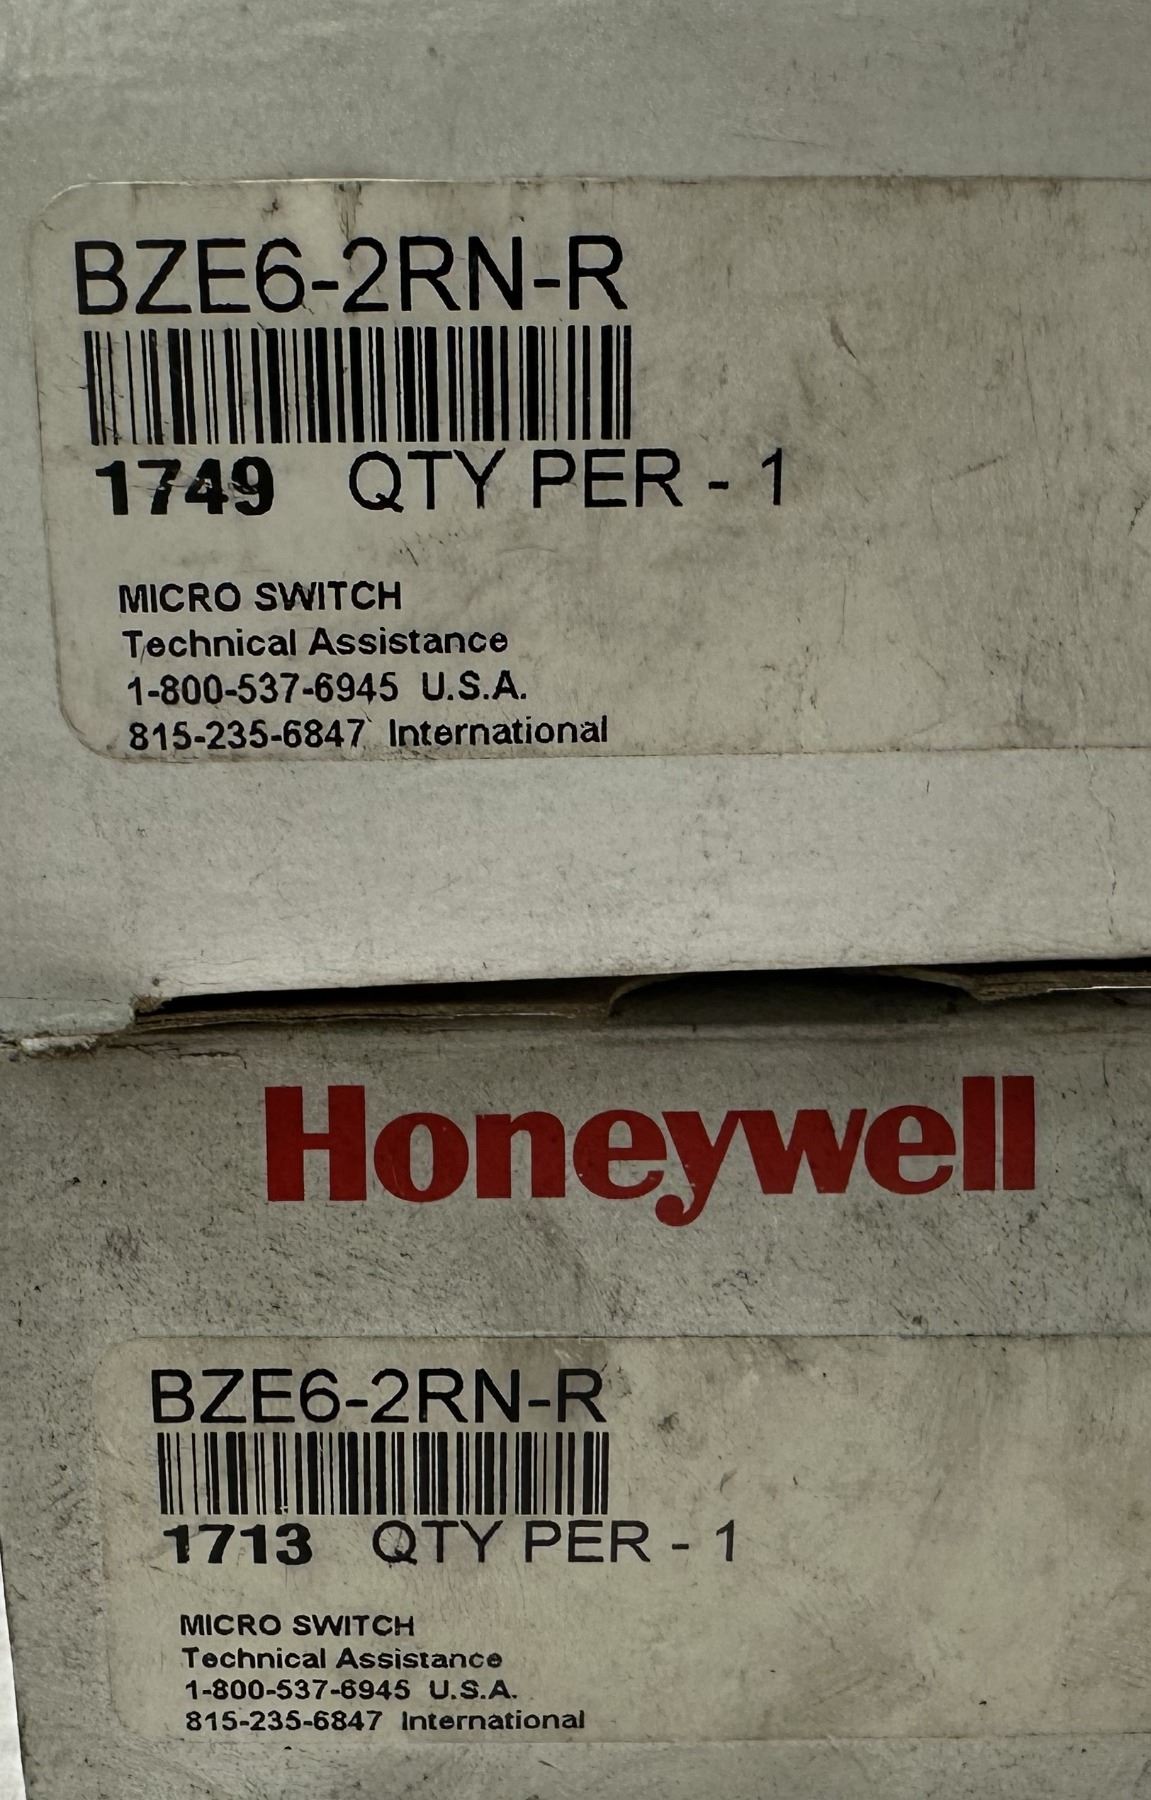 BZE6-2RN-R
1749 QTY PER - 1
MICRO SWITCH
Technical Assistance
1-800-537-6945 U.S.A.
815-235-6847 International
Honeywell
BZE6-2RN-R
1713 QTY PER - 1
MICRO SWITCH
Technical Assistance
1-800-537-6945 U.S.A.
815-235-6847 International